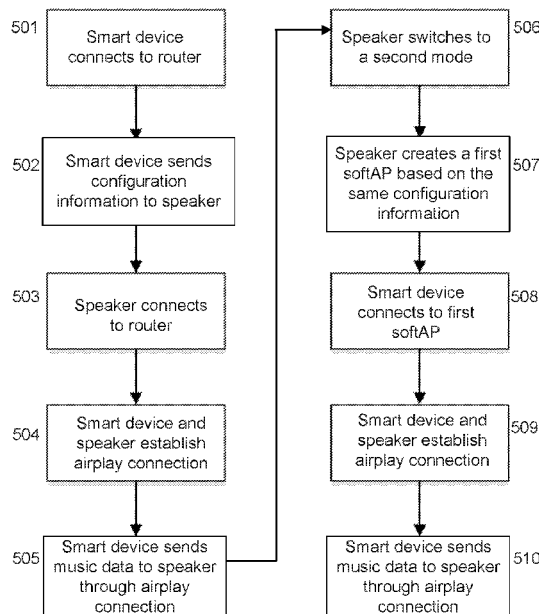 501
Smart device
connects to router
502
Smart device sends
configuration
information to speaker
503
Speaker connects
to router
504
Smart device and
speaker establish
airplay connection
505
Smart device sends
music data to speaker
through airplay
connection
506
Speaker switches to
a second mode
507
Speaker creates a first
softAP based on the
same configuration
information
508
Smart device
connects to first
softAP
509
Smart device and
speaker establish
airplay connection
510
Smart device sends
music data to speaker
through airplay
connection